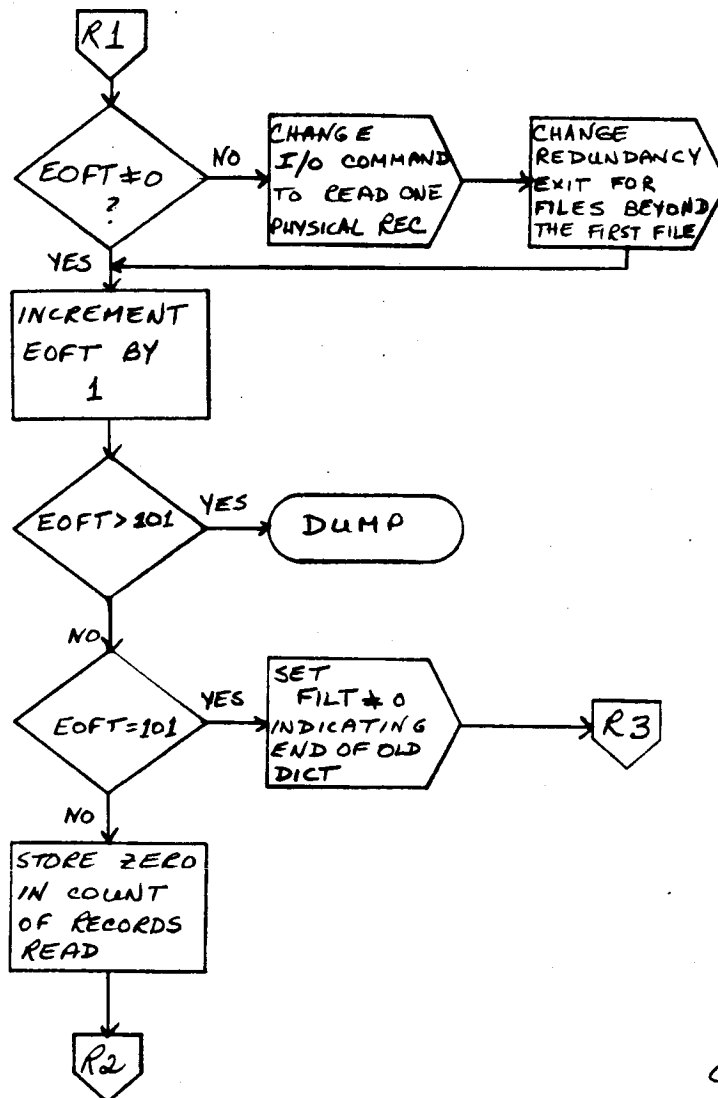 R1
EOFT ≠ 0
?
NO
CHANGE
I/O COMMAND
TO READ ONE
PHYSICAL REC
CHANGE
REDUNDANCY
EXIT FOR
FILES BEYOND
THE FIRST FILE
YES
INCREMENT
EOFT BY
1
EOFT > 101
YES
DUMP
NO
EOFT = 101
YES
SET
FILT ≠ 0
INDICATING
END OF OLD
DICT
R3
NO
STORE ZERO
IN COUNT
OF RECORDS
READ
R2